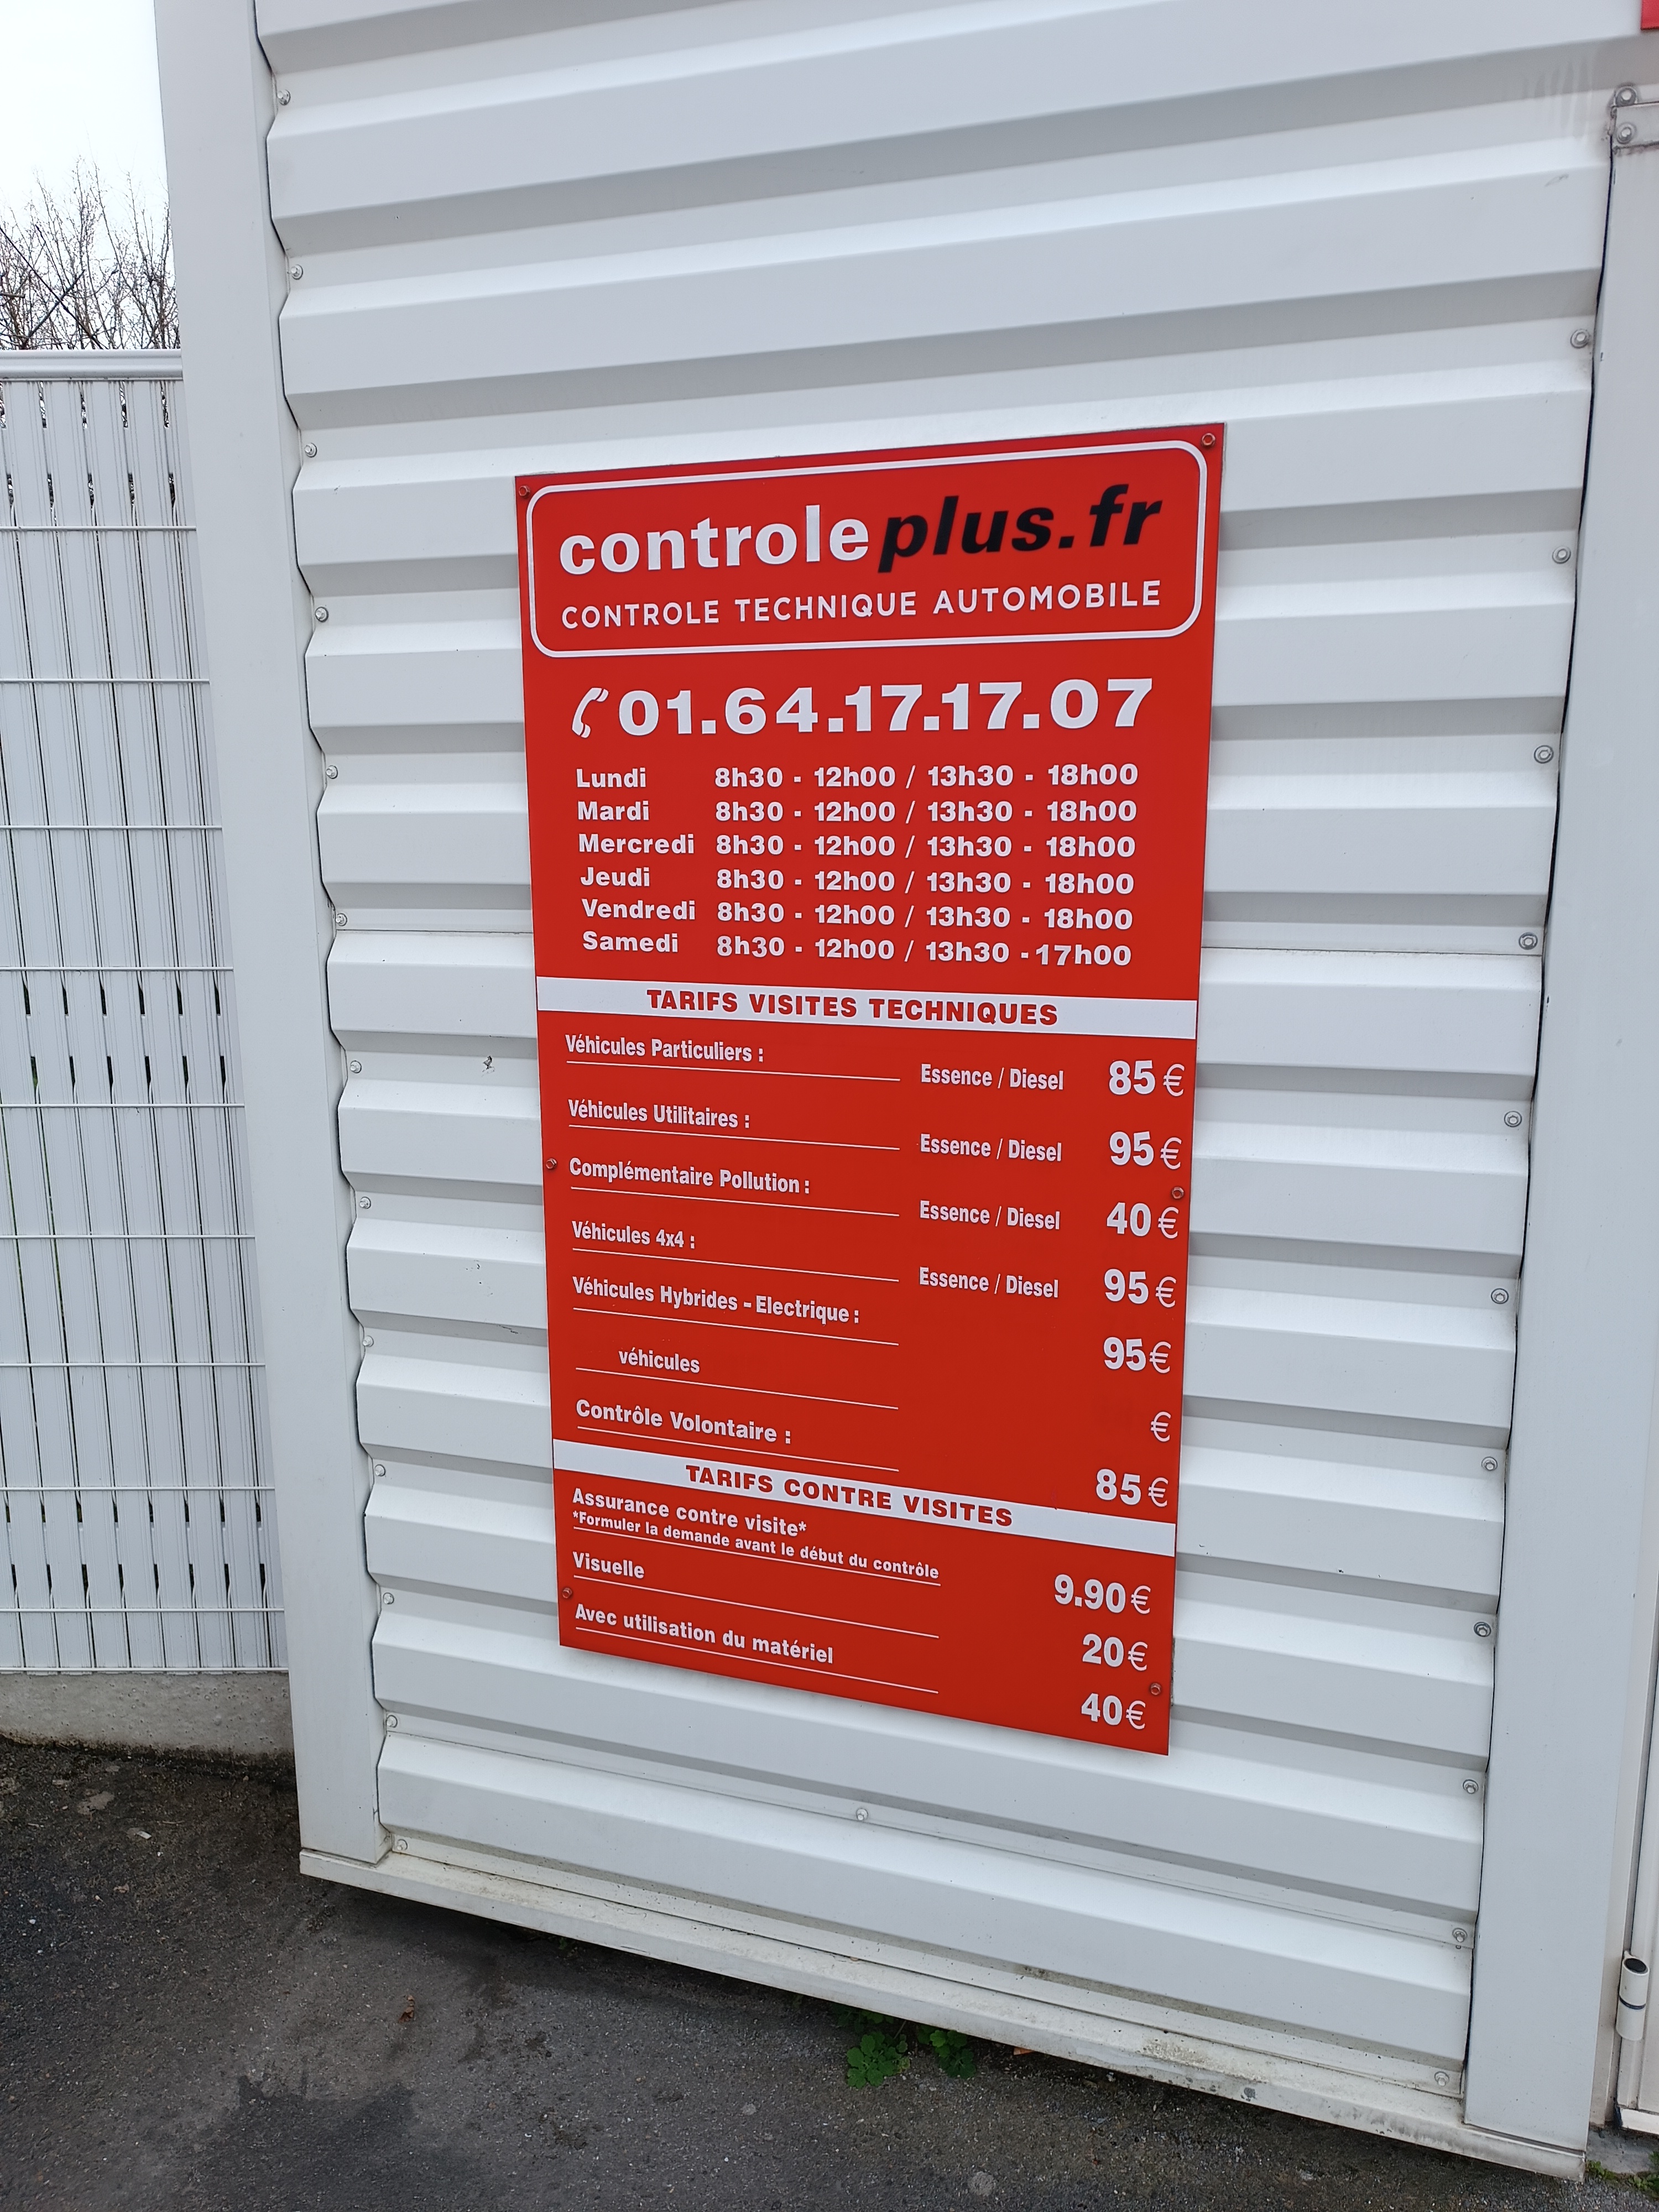 controleplus.fr
CONTROLE TECHNIQUE AUTOMOBILE
01.64.17.17.07
Lundi 8h30 - 12h00 / 13h30 - 18h00
Mardi 8h30 - 12h00 / 13h30 - 18h00
Mercredi 8h30 - 12h00 / 13h30 - 18h00
Jeudi 8h30 - 12h00 / 13h30 - 18h00
Vendredi 8h30 - 12h00 / 13h30 - 18h00
Samedi 8h30 - 12h00 / 13h30 - 17h00
TARIFS VISITES TECHNIQUES
Véhicules Particuliers : Essence / Diesel 85 €
Véhicules Utilitaires : Essence / Diesel 95 €
Complémentaire Pollution : Essence / Diesel 40 €
Véhicules 4x4 : Essence / Diesel 95 €
Véhicules Hybrides - Electrique : 95 €
véhicules €
Contrôle Volontaire : 85 €
TARIFS CONTRE VISITES
Assurance contre visite*
*Formuler la demande avant le début du contrôle 9.90 €
Visuelle 20 €
Avec utilisation du matériel 40 €